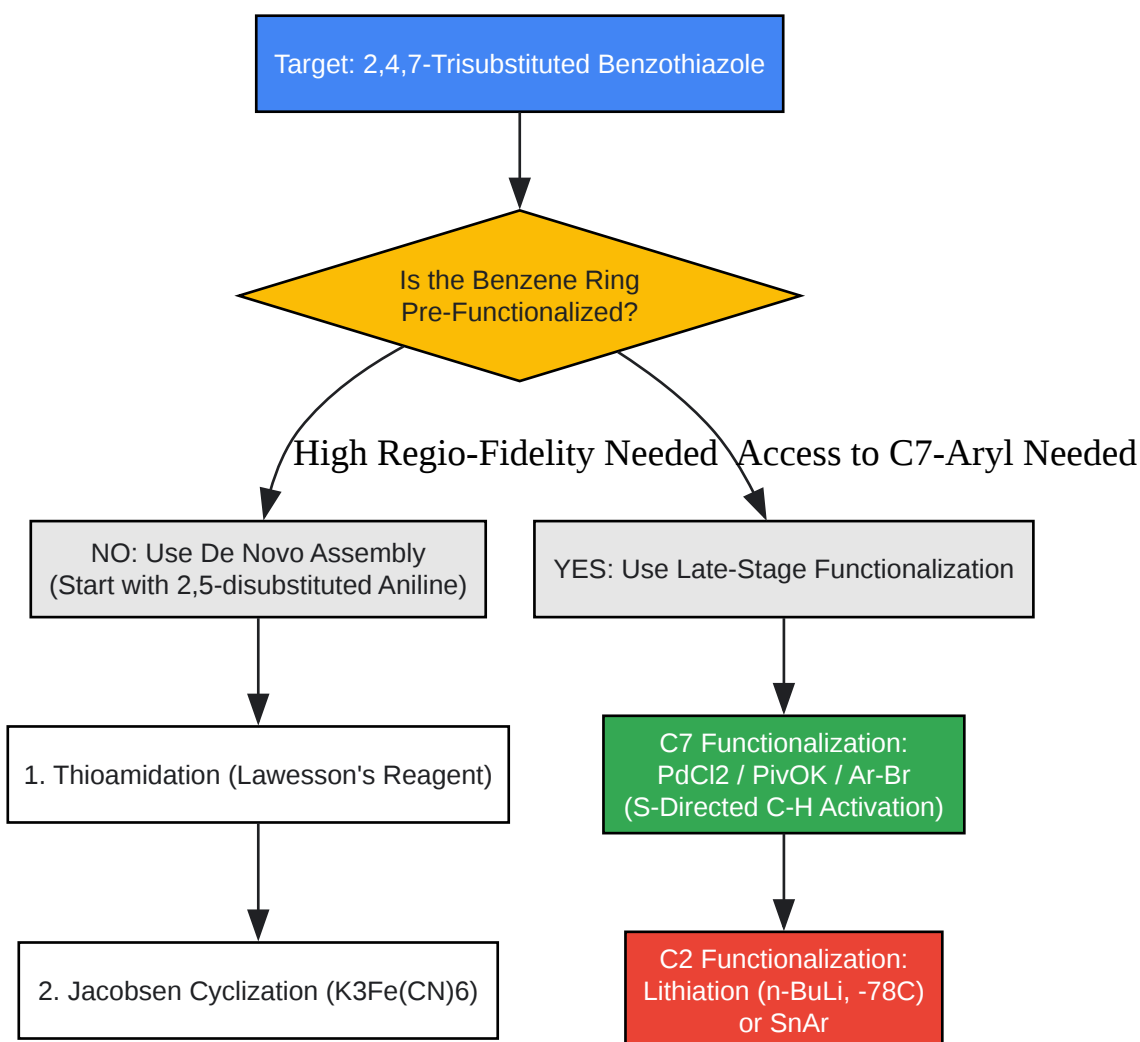 Target: 2,4,7-Trisubstituted Benzothiazole
Is the Benzene Ring
Pre-Functionalized?
High Regio-Fidelity Needed
Access to C7-Aryl Needed
NO: Use De Novo Assembly
(Start with 2,5-disubstituted Aniline)
YES: Use Late-Stage Functionalization
1. Thioamidation (Lawesson's Reagent)
C7 Functionalization:
PdCl2 / PivOK / Ar-Br
(S-Directed C-H Activation)
2. Jacobsen Cyclization (K3Fe(CN)6)
C2 Functionalization:
Lithiation (n-BuLi, -78C)
or SnAr